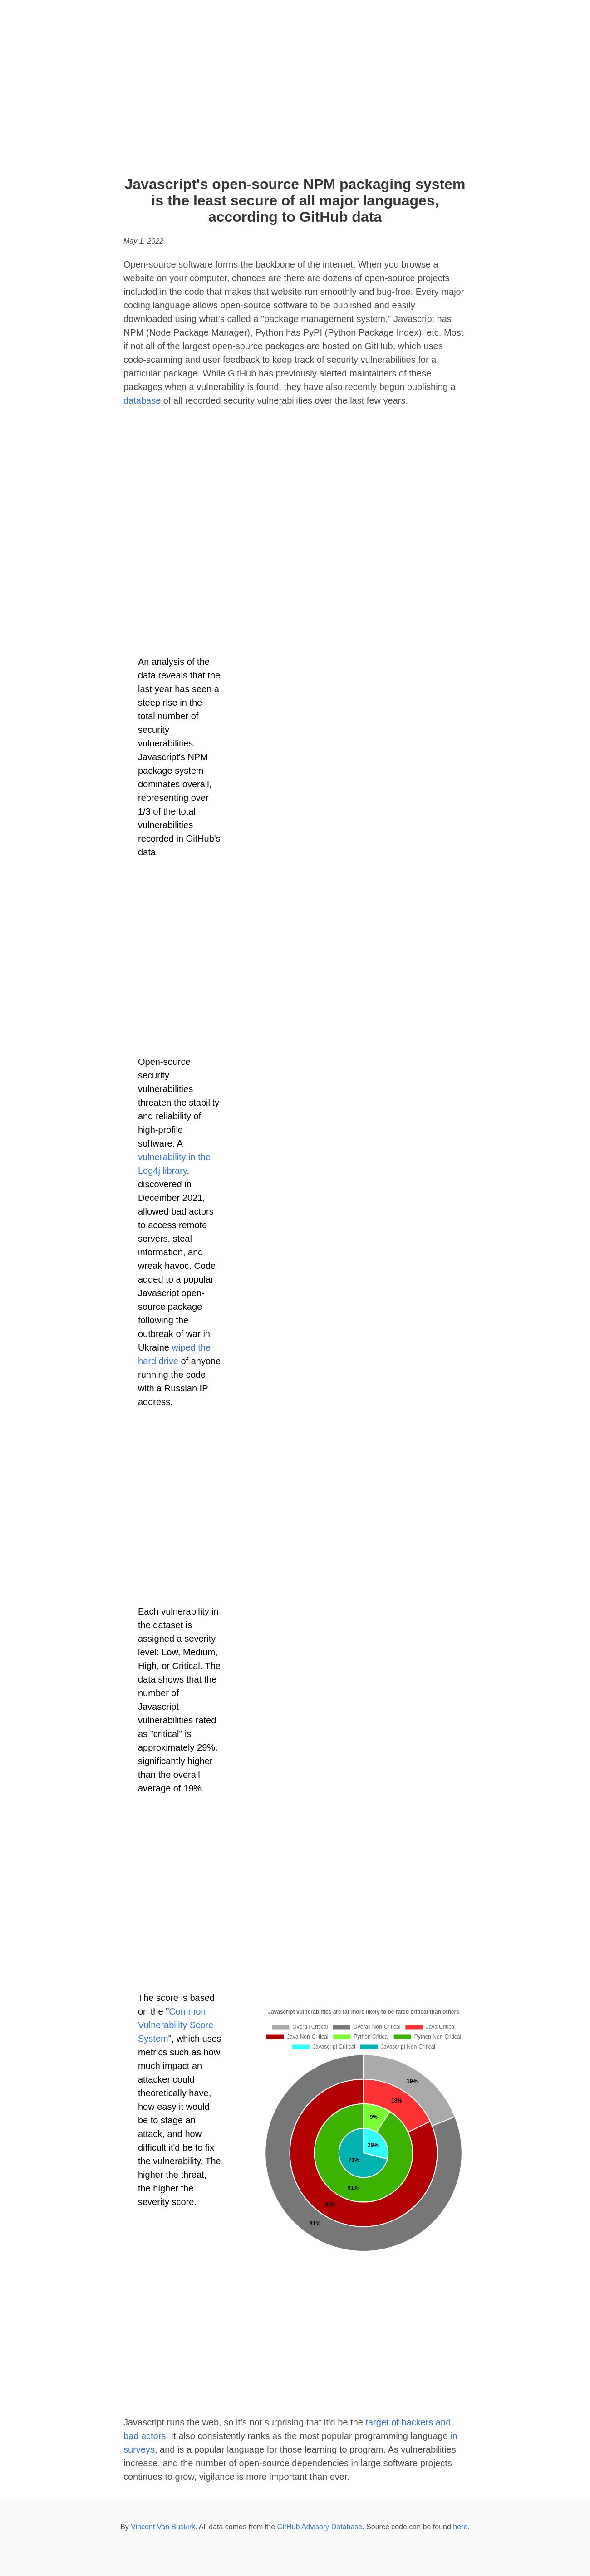 Javascript's open-source NPM packaging system
is the least secure of all major languages,
according to GitHub data
May 1, 2022
Open-source software forms the backbone of the internet. When you browse a
website on your computer, chances are there are dozens of open-source projects
included in the code that makes that website run smoothly and bug-free. Every major
coding language allows open-source software to be published and easily
downloaded using what's called a "package management system." Javascript has
NPM (Node Package Manager), Python has PyPI (Python Package Index), etc. Most
if not all of the largest open-source packages are hosted on GitHub, which uses
code-scanning and user feedback to keep track of security vulnerabilities for a
particular package. While GitHub has previously alerted maintainers of these
packages when a vulnerability is found, they have also recently begun publishing a
database of all recorded security vulnerabilities over the last few years.
An analysis of the
data reveals that the
last year has seen a
steep rise in the
total number of
security
vulnerabilities.
Javascript's NPM
package system
dominates overall,
representing over
1/3 of the total
vulnerabilities
recorded in GitHub's
data.
Open-source
security
vulnerabilities
threaten the stability
and reliability of
high-profile
software. A
vulnerability in the
Log4j library,
discovered in
December 2021,
allowed bad actors
to access remote
servers, steal
information, and
wreak havoc. Code
added to a popular
Javascript open-
source package
following the
outbreak of war in
Ukraine wiped the
hard drive of anyone
running the code
with a Russian IP
address.
Each vulnerability in
the dataset is
assigned a severity
level: Low, Medium,
High, or Critical. The
data shows that the
number of
Javascript
vulnerabilities rated
as "critical" is
approximately 29%,
significantly higher
than the overall
average of 19%.
The score is based
on the "Common
Vulnerability Score
System", which uses
metrics such as how
much impact an
attacker could
theoretically have,
how easy it would
be to stage an
attack, and how
difficult it'd be to fix
the vulnerability. The
higher the threat,
the higher the
severity score.
Javascript vulnerablities are far more likely to be rated critical than others
Overall Critical Overall Non-Critical Java Critical
Java Non-Critical Python Critical Python Non-Critical
Javascript Critical Javascript Non-Critical
19%
18%
9%
29%
71%
91%
82%
81%
Javascript runs the web, so it's not surprising that it'd be the target of hackers and
bad actors. It also consistently ranks as the most popular programming language in
surveys, and is a popular language for those learning to program. As vulnerabilities
increase, and the number of open-source dependencies in large software projects
continues to grow, vigilance is more important than ever.
By Vincent Van Buskirk. All data comes from the GitHub Advisory Database. Source code can be found here.